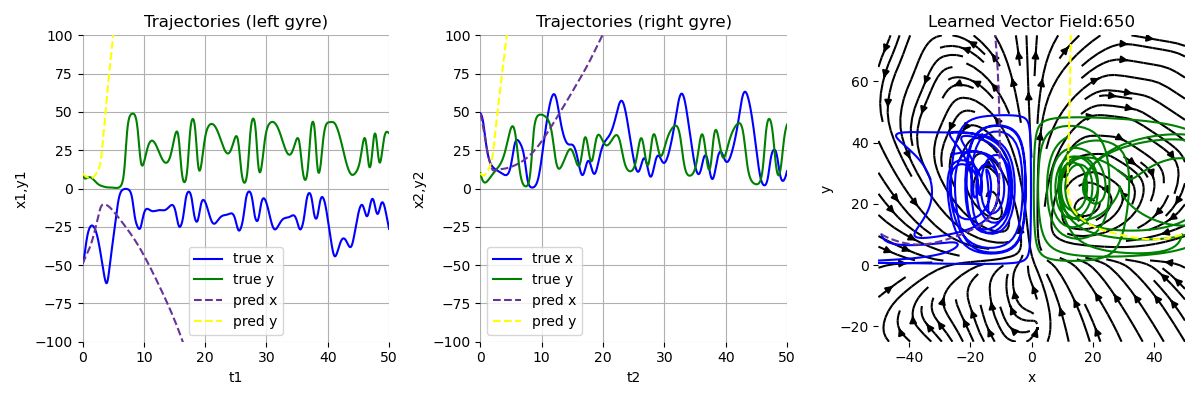 Trajectories (left gyre)
100
75
50
25
0
−25
−50
−75
−100
x1,y1
0 10 20 30 40 50
t1
true x
true y
pred x
pred y
Trajectories (right gyre)
100
75
50
25
0
−25
−50
−75
−100
x2,y2
0 10 20 30 40 50
t2
true x
true y
pred x
pred y
Learned Vector Field:650
60
40
20
0
−20
y
−40 −20 0 20 40
x